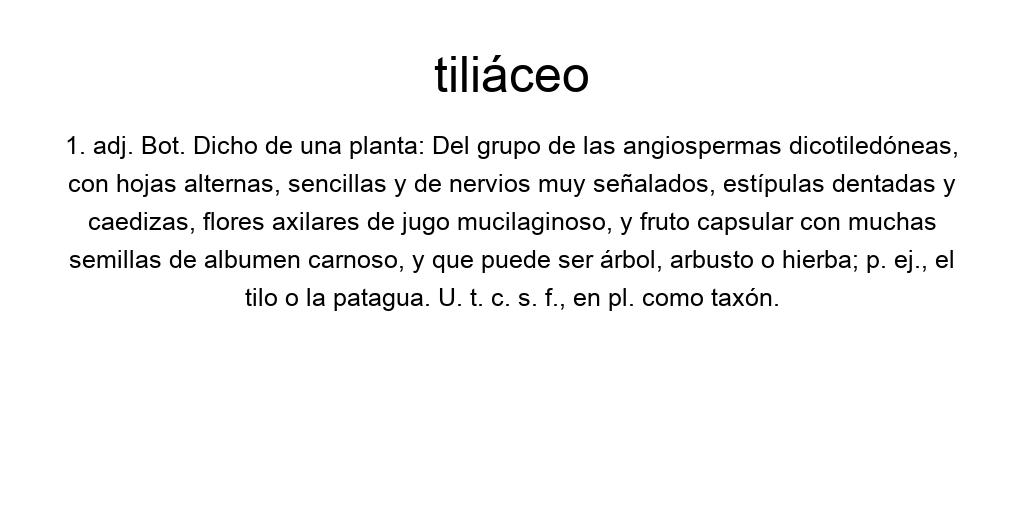 tiliáceo
1. adj. Bot. Dicho de una planta: Del grupo de las angiospermas dicotiledóneas,
con hojas alternas, sencillas y de nervios muy señalados, estípulas dentadas y
caedizas, flores axilares de jugo mucilaginoso, y fruto capsular con muchas
semillas de albumen carnoso, y que puede ser árbol, arbusto o hierba; p. ej., el
tilo o la patagua. U. t. c. s. f., en pl. como taxón.